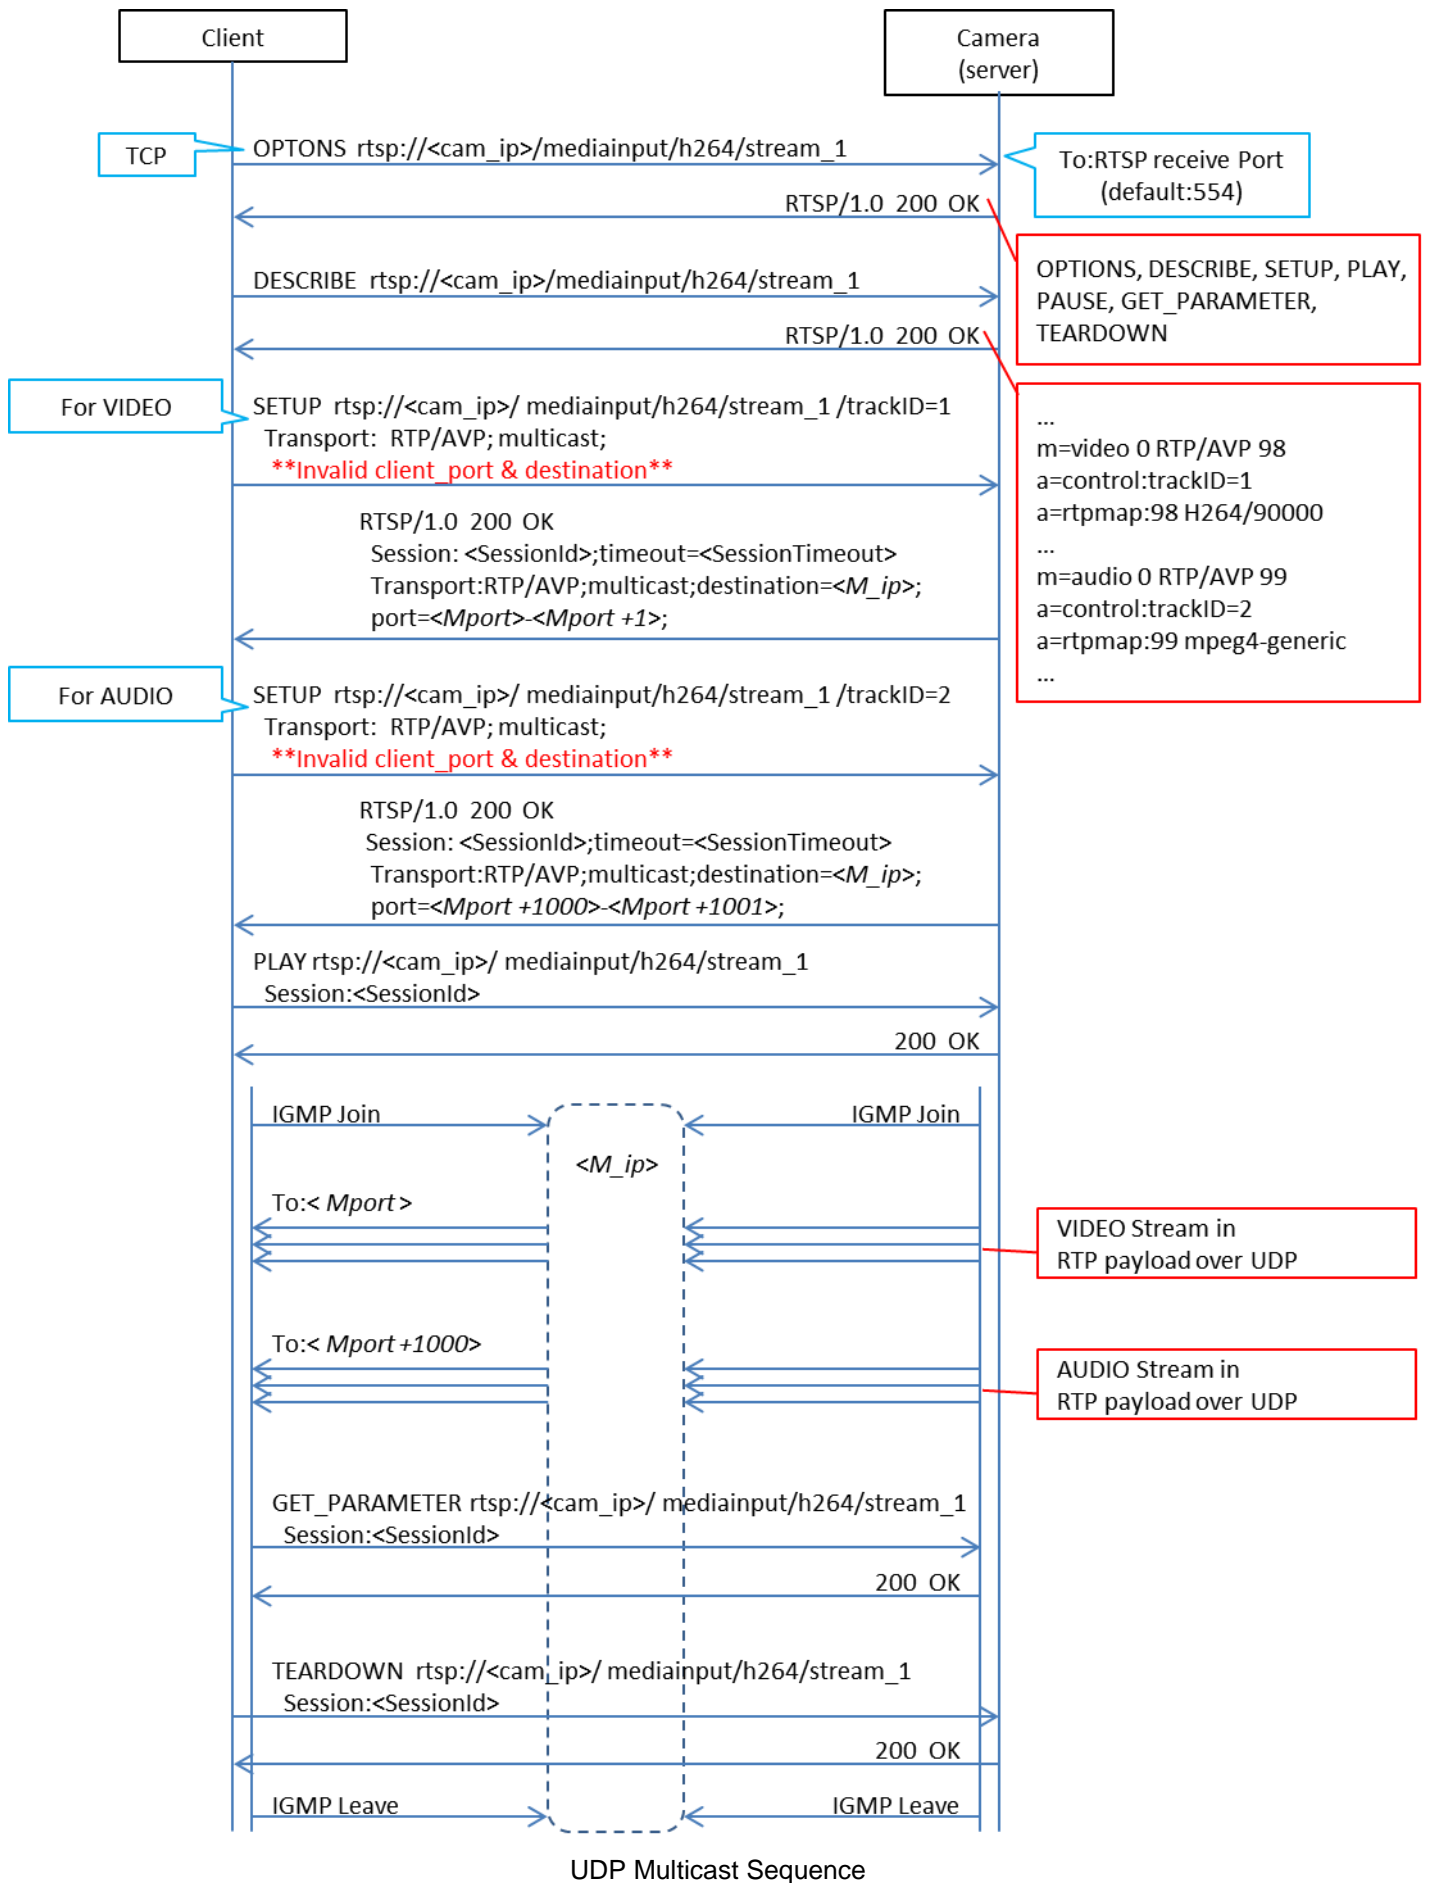 Client
Camera
(server)
TCP
OPTONS rtsp://<cam_ip>/mediainput/h264/stream_1
To:RTSP receive Port
(default:554)
RTSP/1.0 200 OK
OPTIONS, DESCRIBE, SETUP, PLAY,
PAUSE, GET_PARAMETER,
TEARDOWN
DESCRIBE rtsp://<cam_ip>/mediainput/h264/stream_1
RTSP/1.0 200 OK
...
m=video 0 RTP/AVP 98
a=control:trackID=1
a=rtpmap:98 H264/90000
...
m=audio 0 RTP/AVP 99
a=control:trackID=2
a=rtpmap:99 mpeg4-generic
...
For VIDEO
SETUP rtsp://<cam_ip>/ mediainput/h264/stream_1 /trackID=1
Transport: RTP/AVP; multicast;
**Invalid client_port & destination**
RTSP/1.0 200 OK
Session: <SessionId>;timeout=<SessionTimeout>
Transport:RTP/AVP;multicast;destination=<M_ip>;
port=<Mport>-<Mport +1>;
For AUDIO
SETUP rtsp://<cam_ip>/ mediainput/h264/stream_1 /trackID=2
Transport: RTP/AVP; multicast;
**Invalid client_port & destination**
RTSP/1.0 200 OK
Session: <SessionId>;timeout=<SessionTimeout>
Transport:RTP/AVP;multicast;destination=<M_ip>;
port=<Mport +1000>-<Mport +1001>;
PLAY rtsp://<cam_ip>/ mediainput/h264/stream_1
Session:<SessionId>
200 OK
IGMP Join
IGMP Join
<M_ip>
To:< Mport >
VIDEO Stream in
RTP payload over UDP
To:< Mport +1000>
AUDIO Stream in
RTP payload over UDP
GET_PARAMETER rtsp://<cam_ip>/ mediainput/h264/stream_1
Session:<SessionId>
200 OK
TEARDOWN rtsp://<cam_ip>/ mediainput/h264/stream_1
Session:<SessionId>
200 OK
IGMP Leave
IGMP Leave
UDP Multicast Sequence